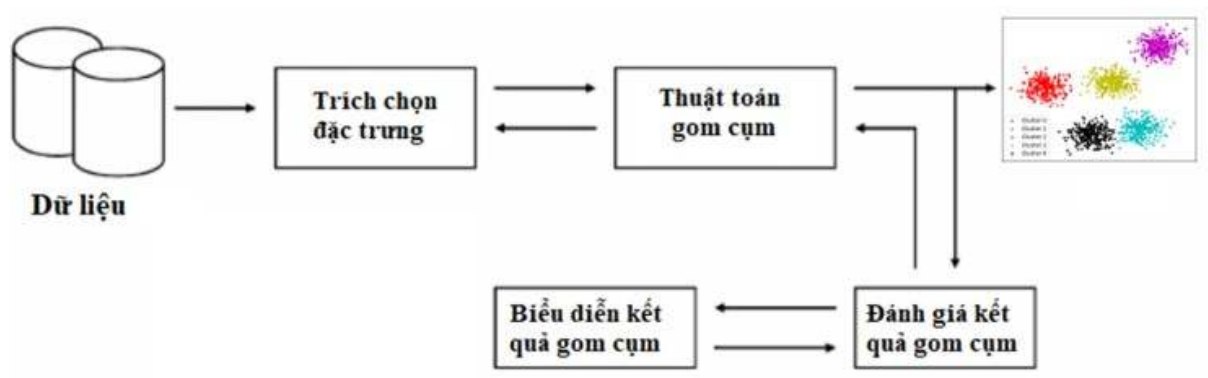 Trích chọn
đặc trưng
Thuật toán
gom cụm
Dữ liệu
Biểu diễn kết
quả gom cụm
Đánh giá kết
quả gom cụm